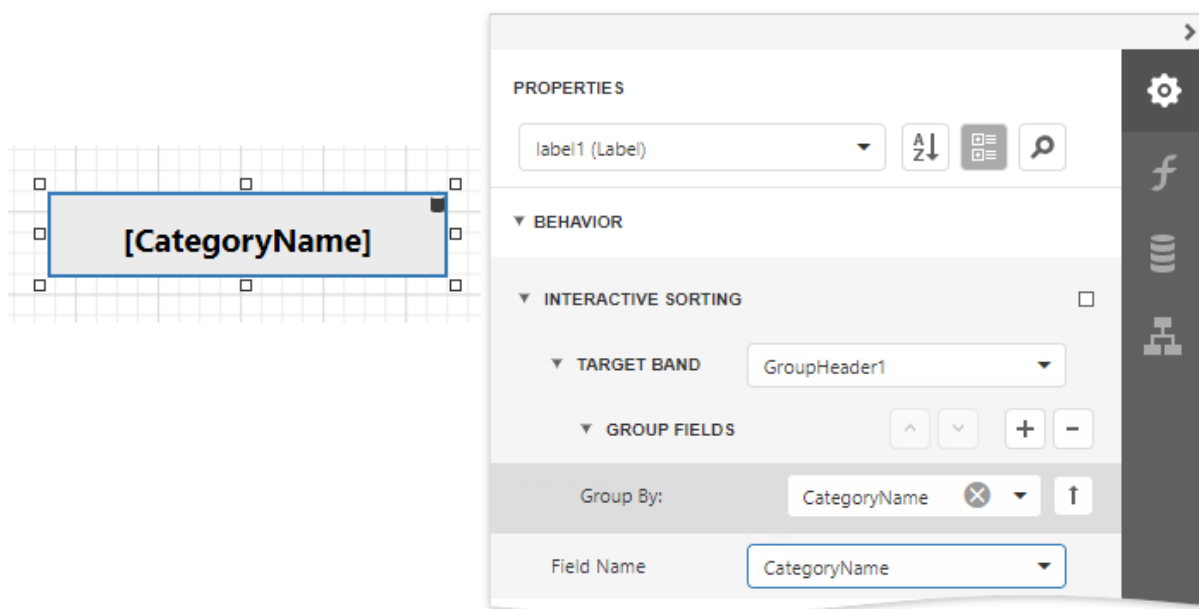 [CategoryName]
PROPERTIES
label1 (Label)
A
Z
BEHAVIOR
INTERACTIVE SORTING
TARGET BAND GroupHeader1
GROUP FIELDS
Group By: CategoryName
Field Name CategoryName